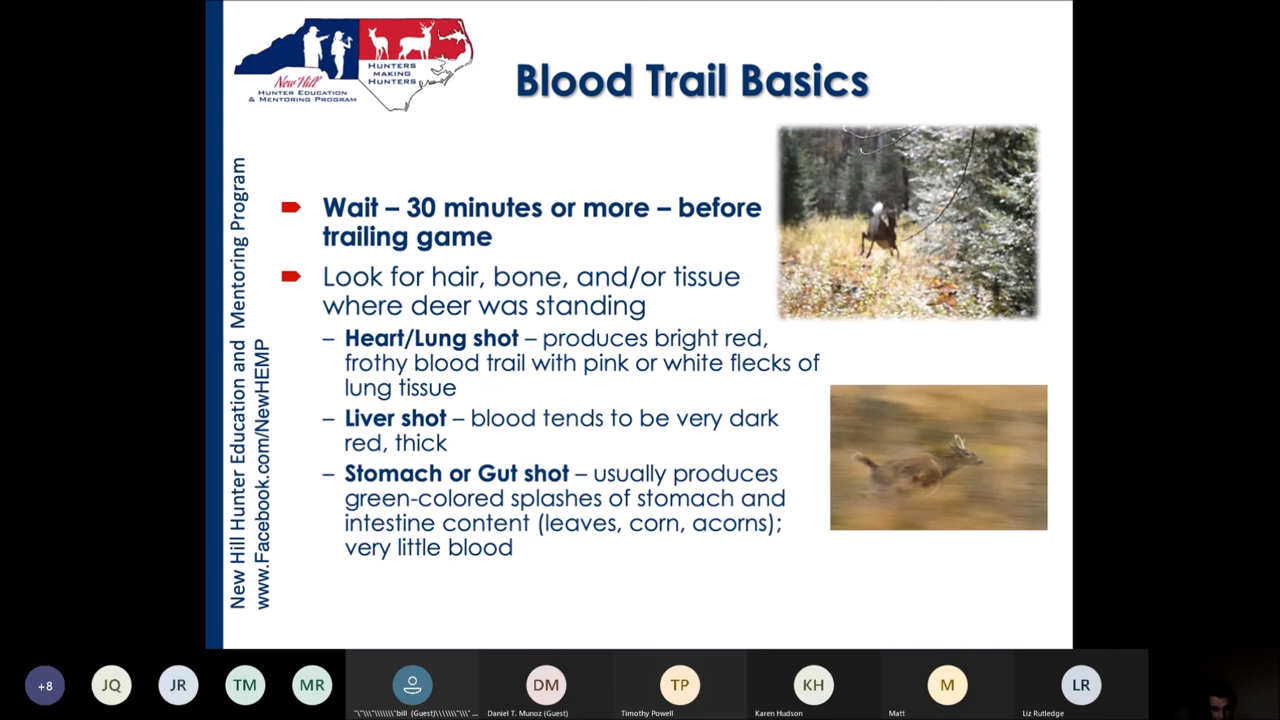 New Hill
HUNTER EDUCATION
& MENTORING PROGRAM
HUNTERS
MAKING
HUNTERS
Blood Trail Basics
New Hill Hunter Education and Mentoring Program
www.Facebook.com/NewHEMP
Wait – 30 minutes or more – before
trailing game
Look for hair, bone, and/or tissue
where deer was standing
– Heart/Lung shot – produces bright red,
frothy blood trail with pink or white flecks of
lung tissue
– Liver shot – blood tends to be very dark
red, thick
– Stomach or Gut shot – usually produces
green-colored splashes of stomach and
intestine content (leaves, corn, acorns);
very little blood
+8
JQ
JR
TM
MR
bill (Guest)
DM
Daniel T. Munoz (Guest)
TP
Timothy Powell
KH
Karen Hudson
M
Matt
LR
Liz Rutledge